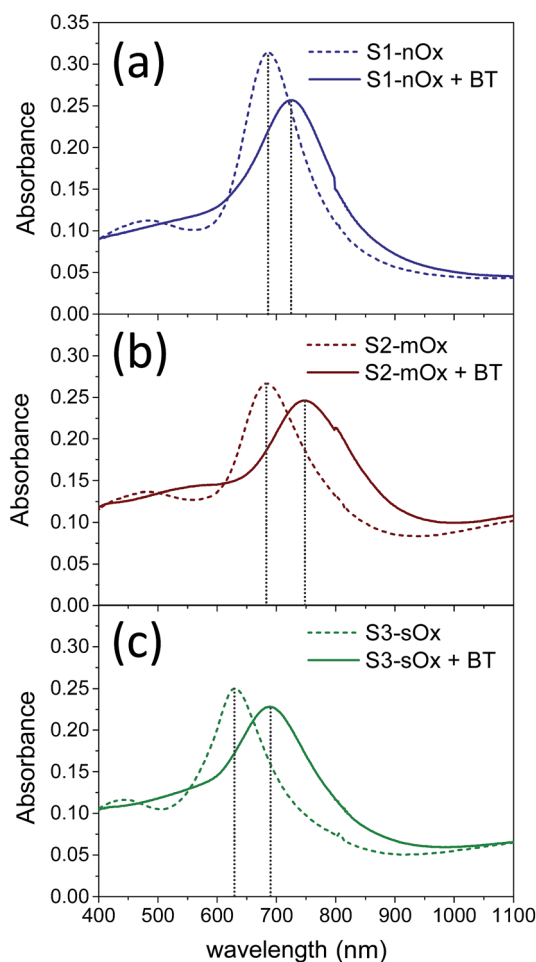 (a)
S1-nOx
S1-nOx + BT
Absorbance
0.35
0.30
0.25
0.20
0.15
0.10
0.05
0.00
(b)
S2-mOx
S2-mOx + BT
Absorbance
0.30
0.25
0.20
0.15
0.10
0.05
0.00
(c)
S3-sOx
S3-sOx + BT
Absorbance
0.30
0.25
0.20
0.15
0.10
0.05
0.00
400 500 600 700 800 900 1000 1100
wavelength (nm)